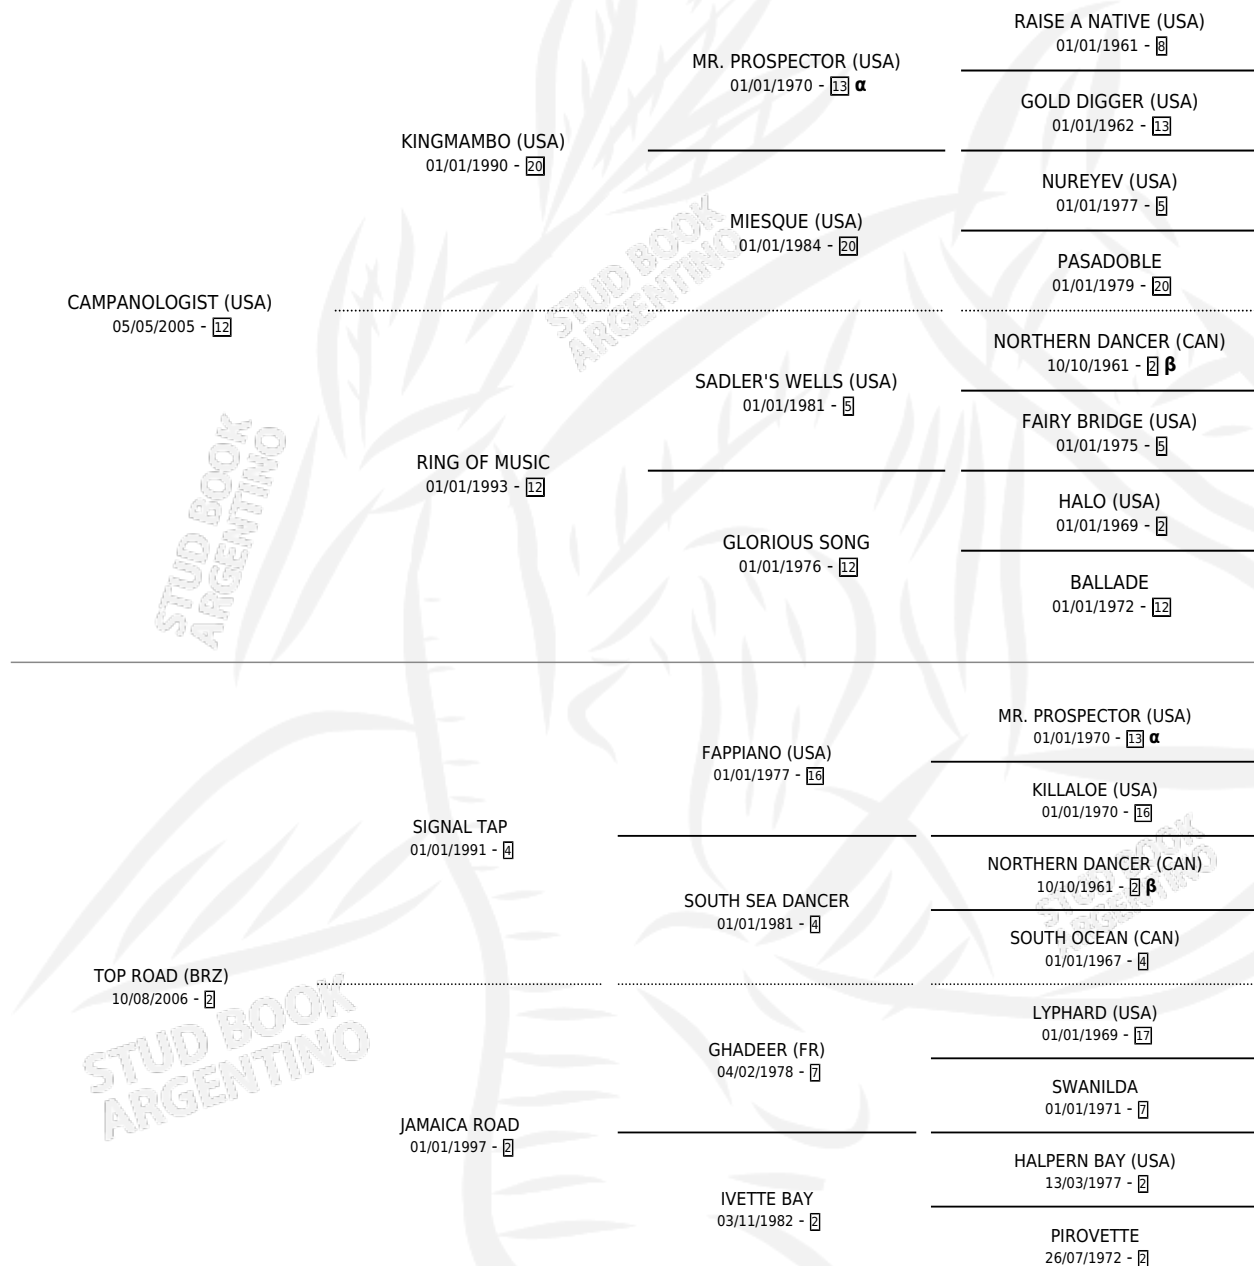 RAISE A NATIVE (USA)
01/01/1961 - 8
MR. PROSPECTOR (USA)
01/01/1970 - 13 α
GOLD DIGGER (USA)
01/01/1962 - 13
KINGMAMBO (USA)
01/01/1990 - 20
NUREYEV (USA)
01/01/1977 - 5
MIESQUE (USA)
01/01/1984 - 20
PASADOBLE
01/01/1979 - 20
CAMPANOLOGIST (USA)
05/05/2005 - 12
NORTHERN DANCER (CAN)
10/10/1961 - 2 β
SADLER'S WELLS (USA)
01/01/1981 - 5
FAIRY BRIDGE (USA)
01/01/1975 - 5
RING OF MUSIC
01/01/1993 - 12
HALO (USA)
01/01/1969 - 2
GLORIOUS SONG
01/01/1976 - 12
BALLADE
01/01/1972 - 12
MR. PROSPECTOR (USA)
01/01/1970 - 13 α
FAPPIANO (USA)
01/01/1977 - 16
KILLALOE (USA)
01/01/1970 - 16
SIGNAL TAP
01/01/1991 - 4
NORTHERN DANCER (CAN)
10/10/1961 - 2 β
SOUTH SEA DANCER
01/01/1981 - 4
SOUTH OCEAN (CAN)
01/01/1967 - 4
TOP ROAD (BRZ)
10/08/2006 - 2
LYPHARD (USA)
01/01/1969 - 17
GHADEER (FR)
04/02/1978 - 7
SWANILDA
01/01/1971 - 7
JAMAICA ROAD
01/01/1997 - 2
HALPERN BAY (USA)
13/03/1977 - 2
IVETTE BAY
03/11/1982 - 2
PIROVETTE
26/07/1972 - 2
STUD BOOK
ARGENTINO
STUD BOOK
ARGENTINO
STUD BOOK
ARGENTINO
STUD BOOK
ARGENTINO